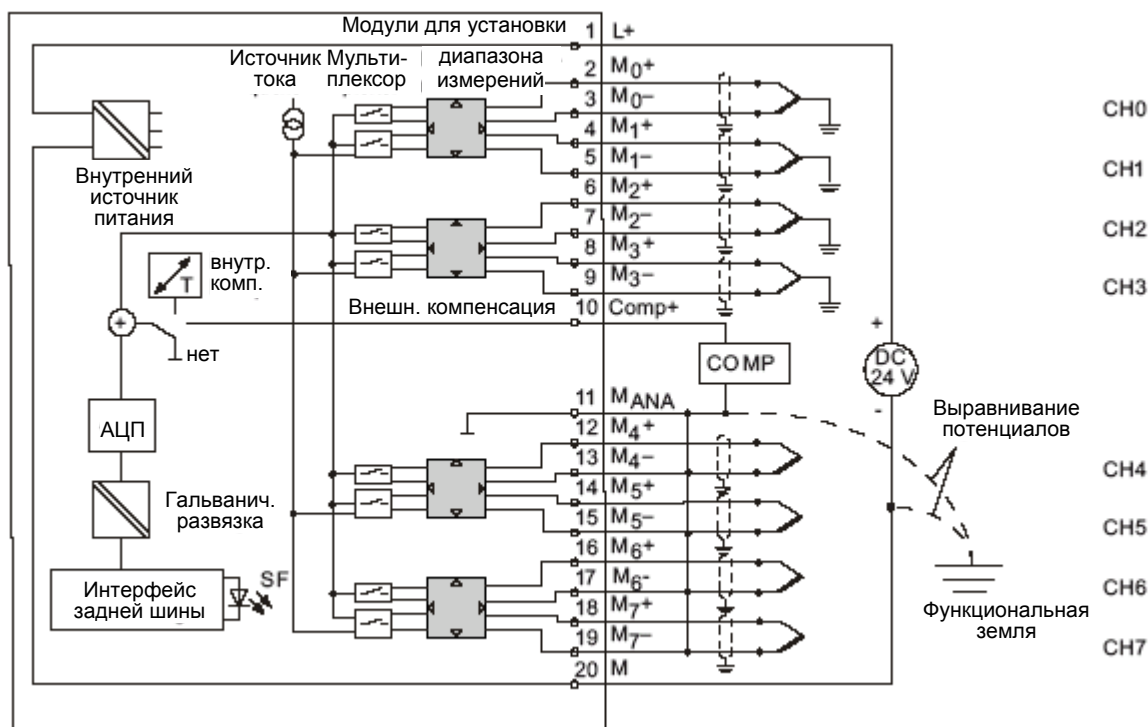 Модули для установки
диапазона
измерений
Источник
тока
Мульти-
плексор
1 L+
2 M0+
3 M0–
4 M1+
5 M1–
6 M2+
7 M2–
8 M3+
9 M3–
10 Comp+
CH0
CH1
CH2
CH3
Внутренний
источник
питания
внутр.
комп.
T
Внешн. компенсация
+
нет
COMP
+
DC
24 V
-
АЦП
Гальванич.
развязка
Интерфейс
задней шины
SF
11 MANA
12 M4+
13 M4–
14 M5+
15 M5–
16 M6+
17 M6-
18 M7+
19 M7–
20 M
Выравнивание
потенциалов
Функциональная
земля
CH4
CH5
CH6
CH7